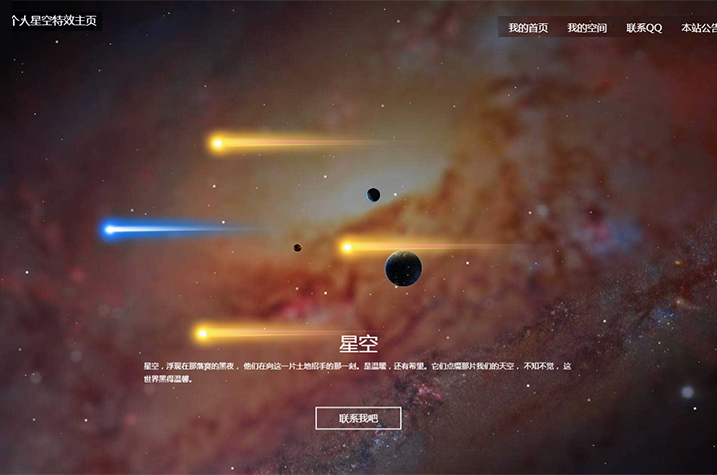 个人星空特效主页
我的首页 我的空间 联系QQ 本站公告
星空
星空，浮现在那落寞的黑夜， 他们在向这一片土地招手的那一刻。是温暖，还有希望。它们点缀那片我们的天空， 不知不觉， 这
世界黑得温馨。
联系我吧